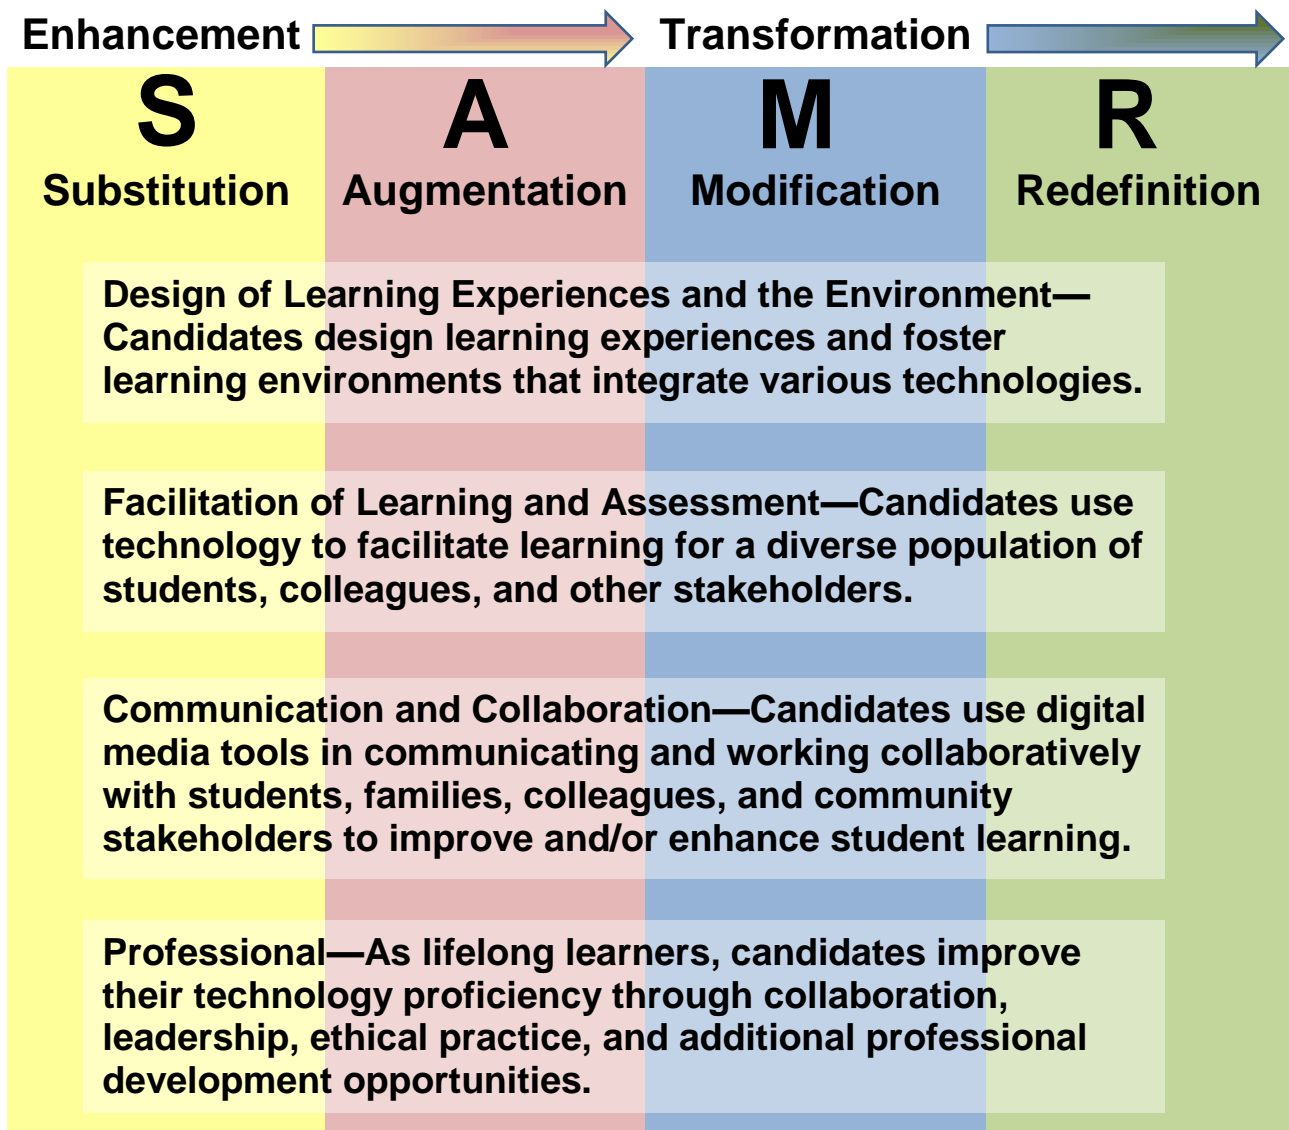 Enhancement Transformation
S A M R
Substitution Augmentation Modification Redefinition
Design of Learning Experiences and the Environment—
Candidates design learning experiences and foster
learning environments that integrate various technologies.
Facilitation of Learning and Assessment—Candidates use
technology to facilitate learning for a diverse population of
students, colleagues, and other stakeholders.
Communication and Collaboration—Candidates use digital
media tools in communicating and working collaboratively
with students, families, colleagues, and community
stakeholders to improve and/or enhance student learning.
Professional—As lifelong learners, candidates improve
their technology proficiency through collaboration,
leadership, ethical practice, and additional professional
development opportunities.